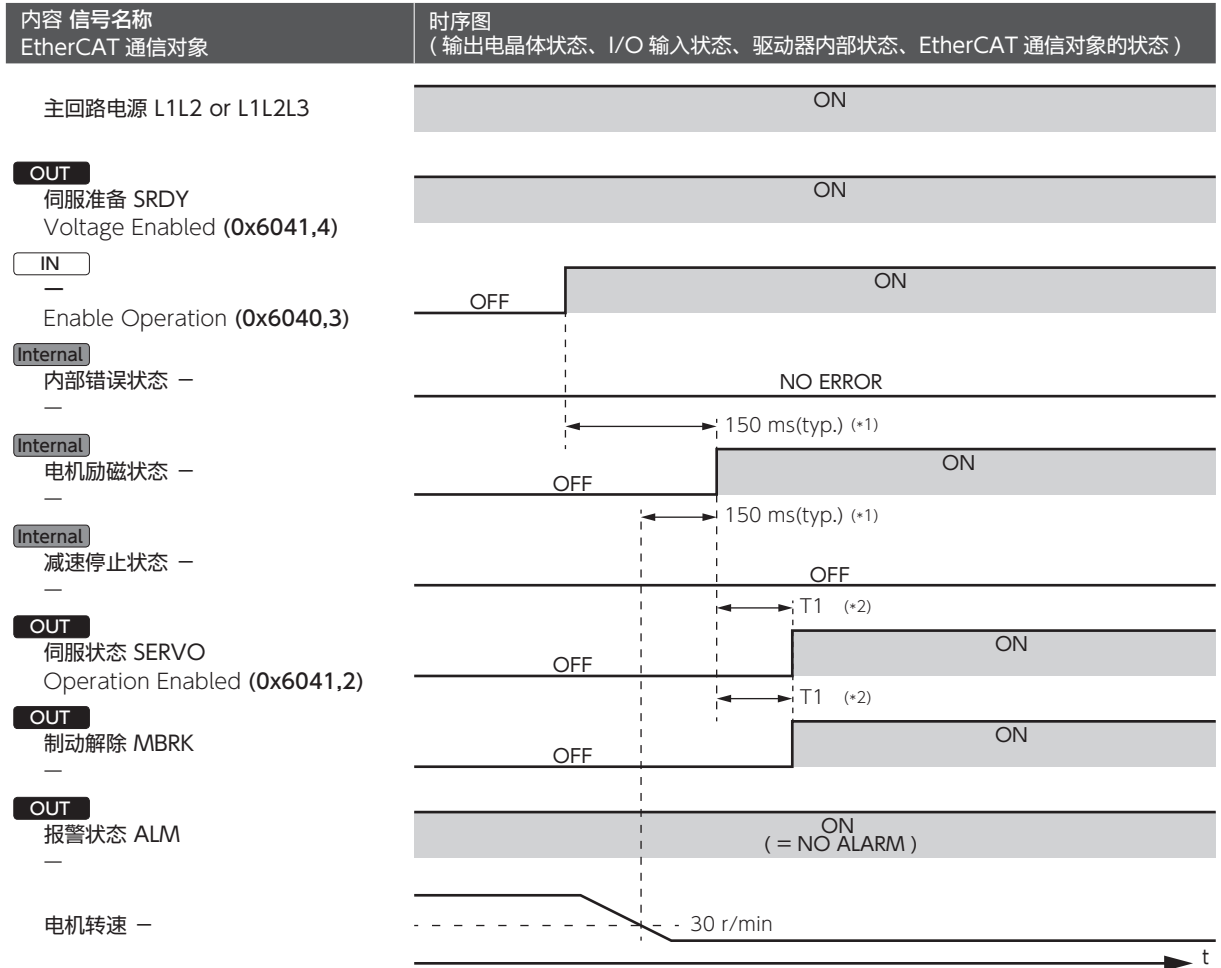 内容 信号名称
EtherCAT 通信对象
时序图
( 输出电晶体状态、I/O 输入状态、驱动器内部状态、EtherCAT 通信对象的状态 )
主回路电源 L1L2 or L1L2L3
ON
OUT
伺服准备 SRDY
Voltage Enabled (0x6041,4)
ON
IN
—
Enable Operation (0x6040,3)
OFF
ON
Internal
内部错误状态 —
—
NO ERROR
150 ms(typ.) (*1)
Internal
电机励磁状态 —
—
OFF
ON
150 ms(typ.) (*1)
Internal
减速停止状态 —
—
OFF
T1 (*2)
OUT
伺服状态 SERVO
Operation Enabled (0x6041,2)
OFF
ON
T1 (*2)
OUT
制动解除 MBRK
—
OFF
ON
OUT
报警状态 ALM
—
ON
( = NO ALARM )
电机转速 —
30 r/min
t